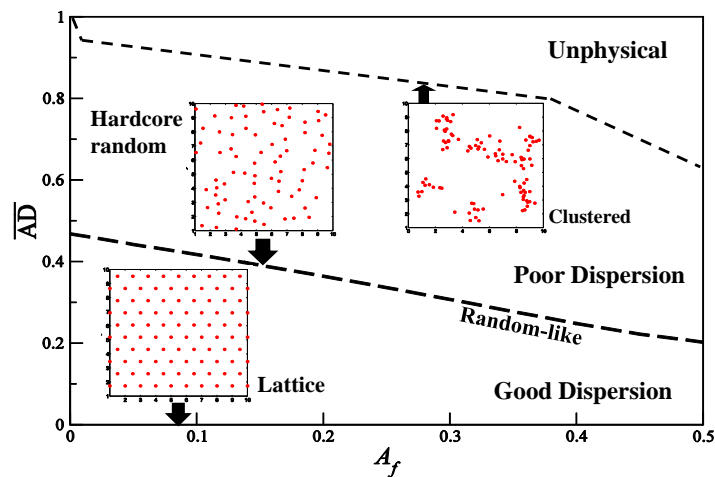 1.0
Unphysical
0.8
Hardcore
random
Clustered
0.6
AD
0.4
Poor Dispersion
Random-like
Lattice
0.2
Good Dispersion
0
0
0.1
0.2
0.3
0.4
0.5
A_f